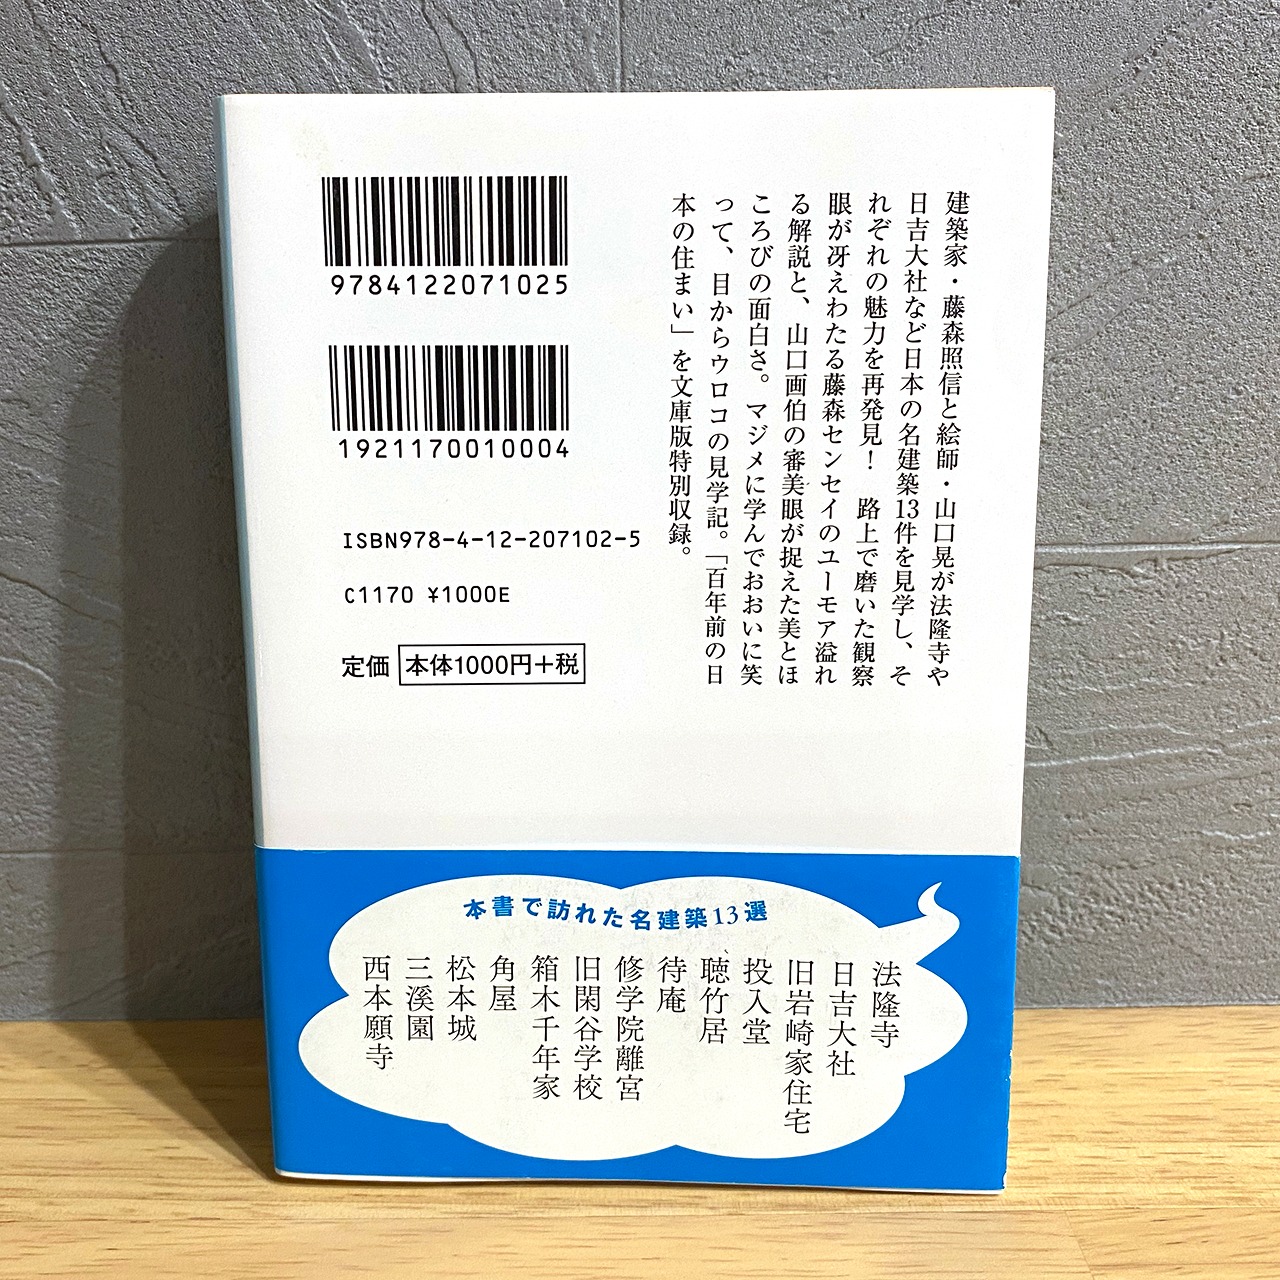 建築家・藤森照信と絵師・山口晃が法隆寺や
日吉大社など日本の名建築13件を見学し、そ
れぞれの魅力を再発見！　路上で磨いた観察
眼が冴えわたる藤森センセイのユーモア溢れ
る解説と、山口画伯の審美眼が捉えた美とほ
ころびの面白さ。マジメに学んでおおいに笑
って、目からウロコの見学記。「百年前の日
本の住まい」を文庫版特別収録。
9784122071025
1921170010004
ISBN978-4-12-207102-5
C1170 ¥1000E
定価 本体1000円+税
本書で訪れた名建築13選
法隆寺
日吉大社
旧岩崎家住宅
投入堂
聴竹居
待庵
修学院離宮
旧閑谷学校
箱木千年家
角屋
松本城
三溪園
西本願寺